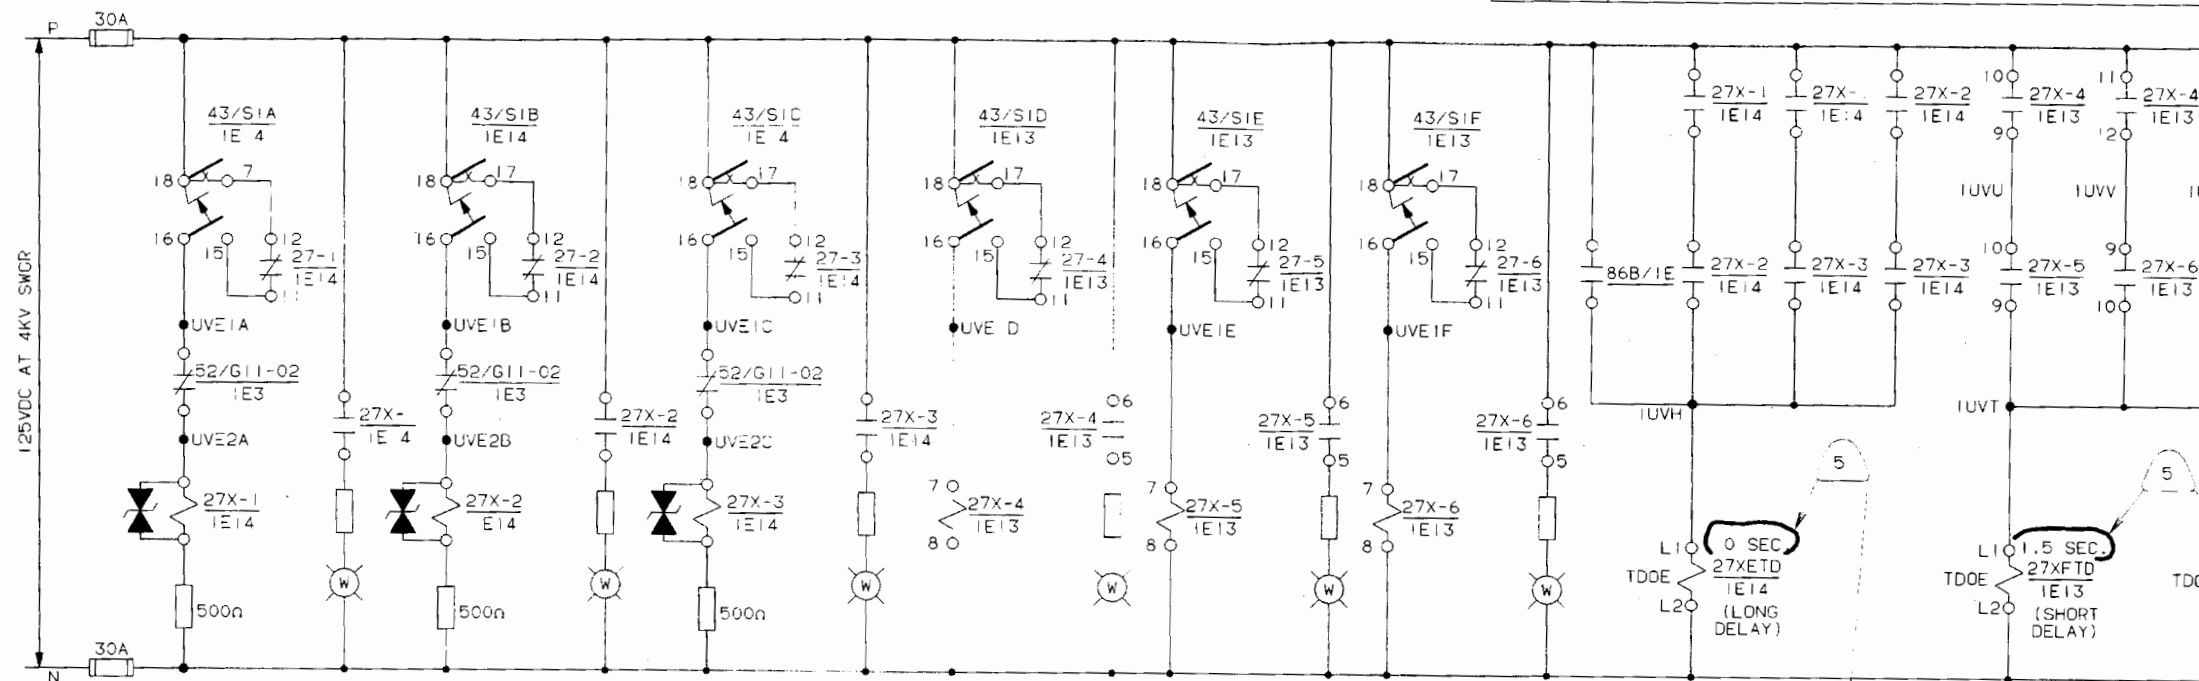 P
30A
125VDC AT 4KV SWGR
30A
N
43/S1A
1E 4
18
7
16
15
12
27-1
1E14
11
UVE1A
52/G11-02
1E3
UVE2A
27X-1
1E14
500Ω
27X-
1E 4
W
43/S1B
1E14
18
17
16
15
12
27-2
1E14
11
UVE1B
52/G11-02
1E3
UVE2B
27X-2
E14
500Ω
27X-2
1E14
W
43/S1C
1E 4
18
17
16
15
12
27-3
1E14
11
UVE1C
52/G11-02
1E3
UVE2C
27X-3
1E14
500Ω
27X-3
1E14
W
43/S1D
1E13
18
17
16
15
12
27-4
1E13
11
UVE D
7
27X-4
1E13
8
6
27X-4
1E13
5
W
43/S1E
1E13
18
17
16
15
12
27-5
1E13
11
UVE1E
7
27X-5
1E13
8
6
27X-5
1E13
5
W
43/S1F
1E13
18
17
16
15
12
27-6
1E13
11
UVE1F
7
27X-6
1E13
8
6
27X-6
1E13
5
W
86B/1E
27X-1
1E14
27X-2
1E14
27X-
1E14
27X-3
1E14
27X-2
1E14
27X-3
1E14
1UVH
5
L1
0 SEC
TDOE
27XETD
1E14
L2
(LONG
DELAY)
10
27X-4
1E13
9
1UVU
10
27X-5
1E13
9
1UVT
11
27X-4
1E13
12
1UVV
9
27X-6
1E13
10
5
L1
1.5 SEC.
TDOE
27XFTD
1E13
L2
(SHORT
DELAY)